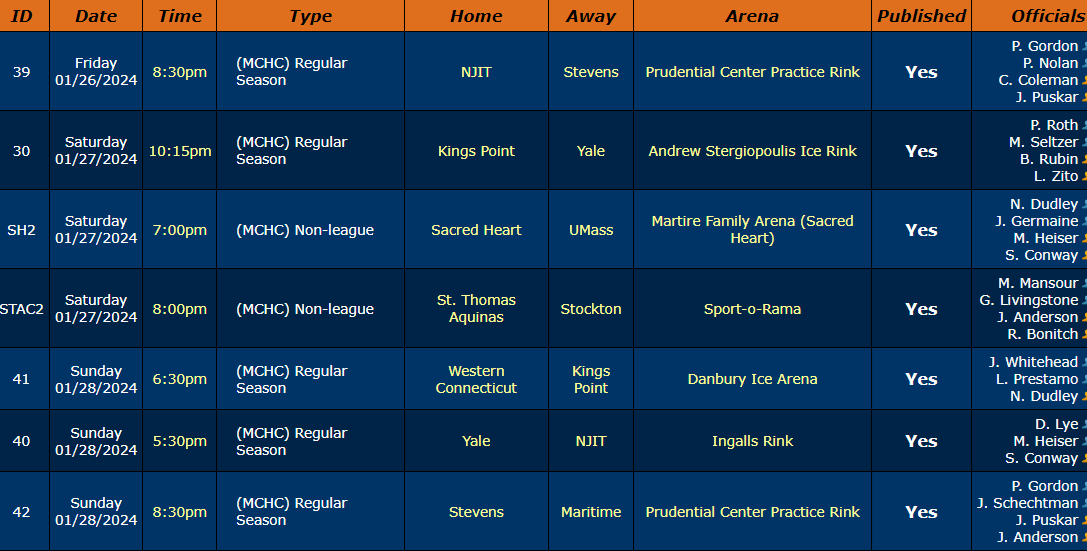 ID Date Time Type Home Away Arena Published Officials
39 Friday 01/26/2024 8:30pm (MCHC) Regular Season NJIT Stevens Prudential Center Practice Rink Yes P. Gordon P. Nolan C. Coleman J. Puskar
30 Saturday 01/27/2024 10:15pm (MCHC) Regular Season Kings Point Yale Andrew Stergiopoulis Ice Rink Yes P. Roth M. Seltzer B. Rubin L. Zito
SH2 Saturday 01/27/2024 7:00pm (MCHC) Non-league Sacred Heart UMass Martire Family Arena (Sacred Heart) Yes N. Dudley J. Germaine M. Heiser S. Conway
STAC2 Saturday 01/27/2024 8:00pm (MCHC) Non-league St. Thomas Aquinas Stockton Sport-o-Rama Yes M. Mansour G. Livingstone J. Anderson R. Bonitch
41 Sunday 01/28/2024 6:30pm (MCHC) Regular Season Western Connecticut Kings Point Danbury Ice Arena Yes J. Whitehead L. Prestamo N. Dudley
40 Sunday 01/28/2024 5:30pm (MCHC) Regular Season Yale NJIT Ingalls Rink Yes D. Lye M. Heiser S. Conway
42 Sunday 01/28/2024 8:30pm (MCHC) Regular Season Stevens Maritime Prudential Center Practice Rink Yes P. Gordon J. Schechtman J. Puskar J. Anderson